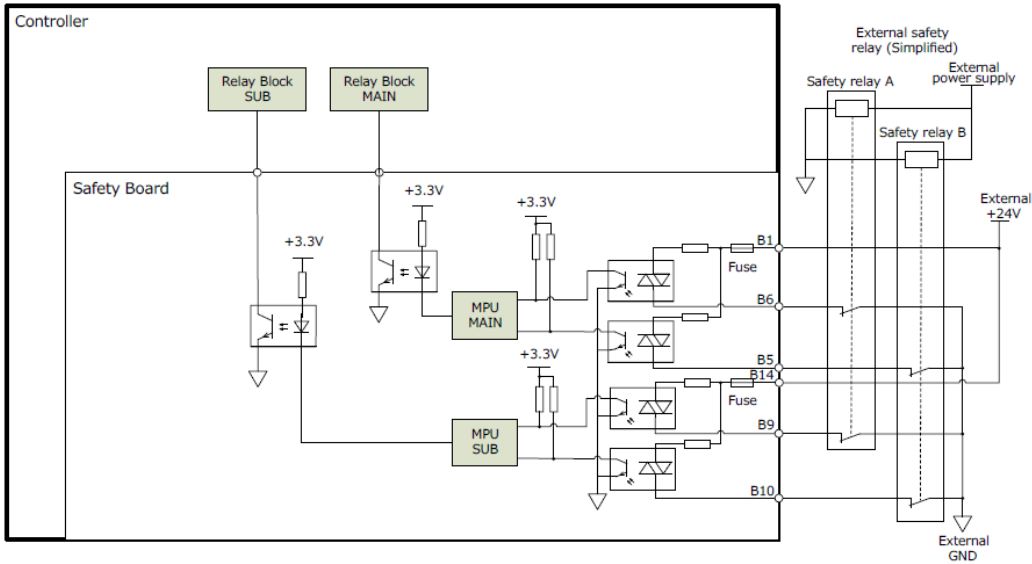 Controller
External safety
relay (Simplified)
External
power supply
Relay Block
SUB
Relay Block
MAIN
Safety relay A
Safety relay B
Safety Board
+3.3V
+3.3V
External
+24V
+3.3V
B1
Fuse
MPU
MAIN
B6
+3.3V
B5
B14
Fuse
MPU
SUB
B9
B10
External
GND